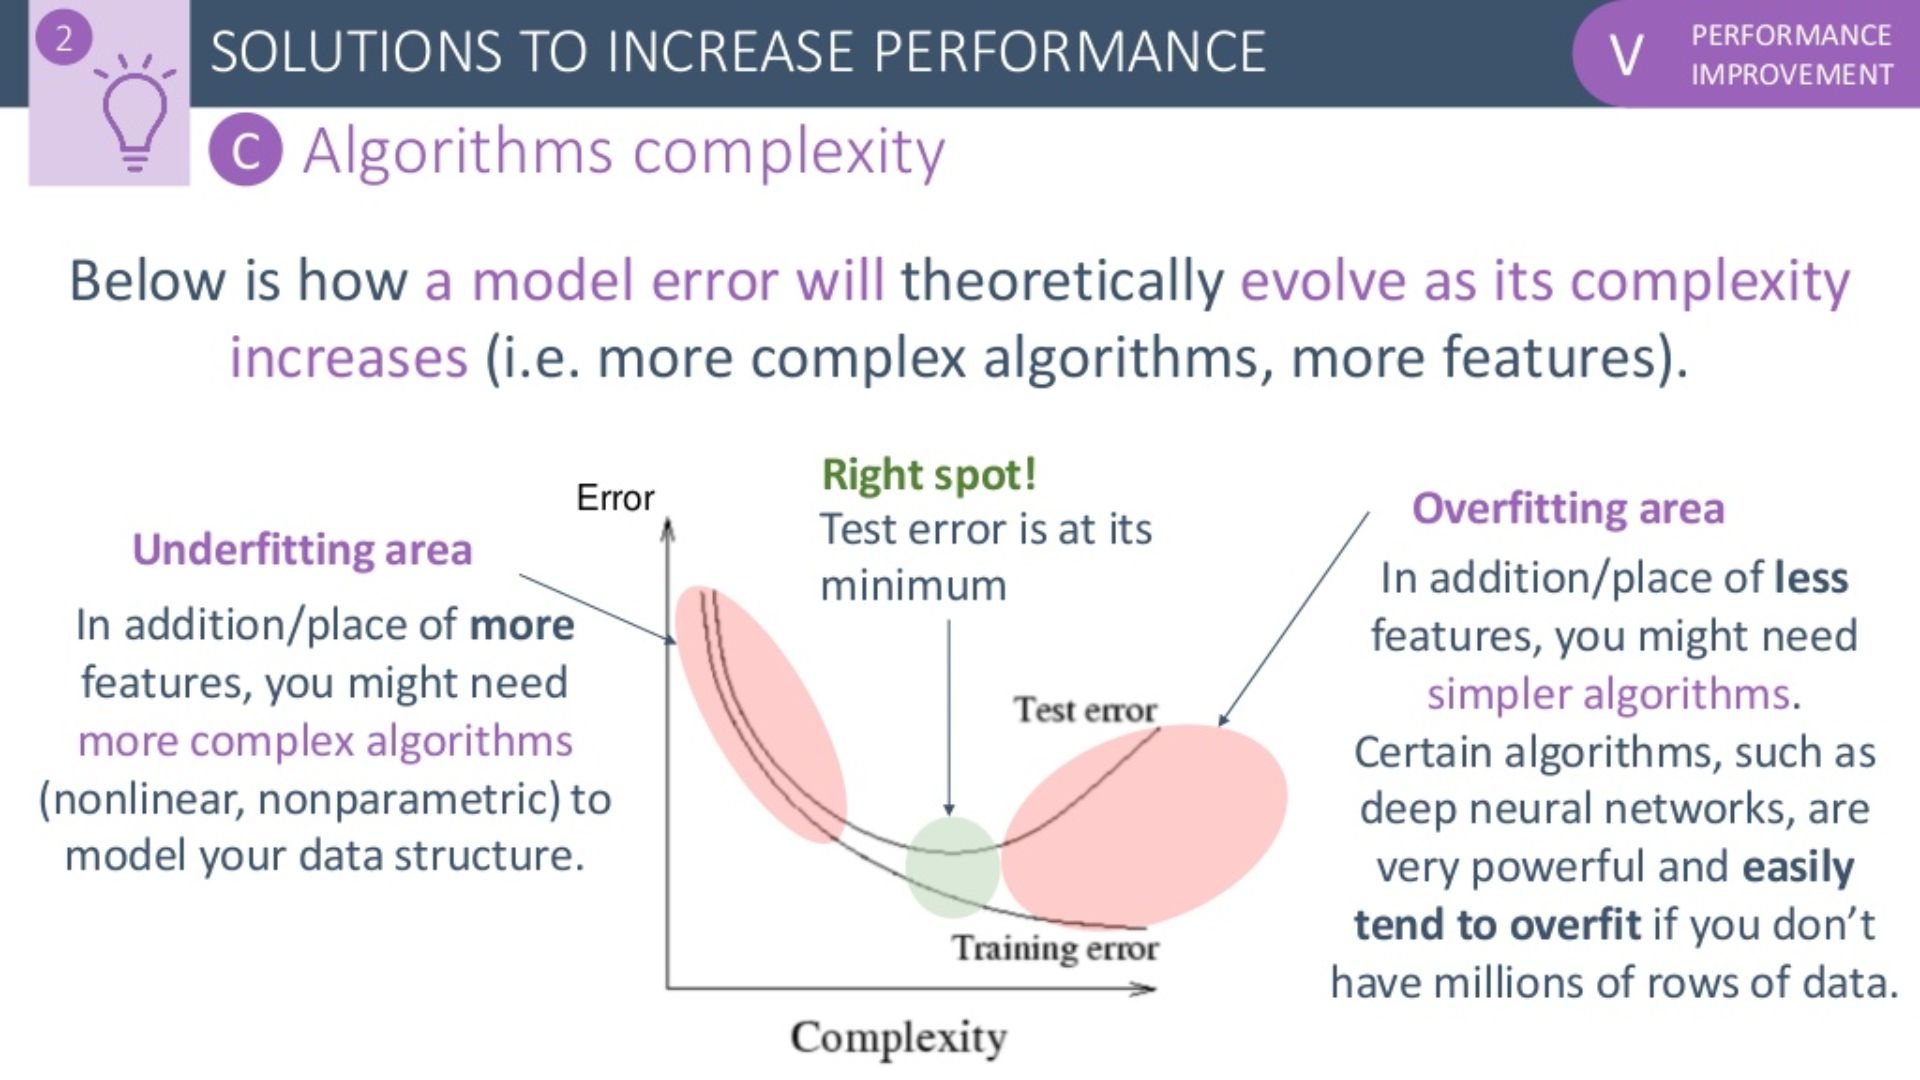 2
SOLUTIONS TO INCREASE PERFORMANCE
V
PERFORMANCE
IMPROVEMENT
C Algorithms complexity
Below is how a model error will theoretically evolve as its complexity
increases (i.e. more complex algorithms, more features).
Underfitting area
In addition/place of more
features, you might need
more complex algorithms
(nonlinear, nonparametric) to
model your data structure.
Error
Right spot!
Test error is at its
minimum
Test error
Training error
Complexity
Overfitting area
In addition/place of less
features, you might need
simpler algorithms.
Certain algorithms, such as
deep neural networks, are
very powerful and easily
tend to overfit if you don’t
have millions of rows of data.